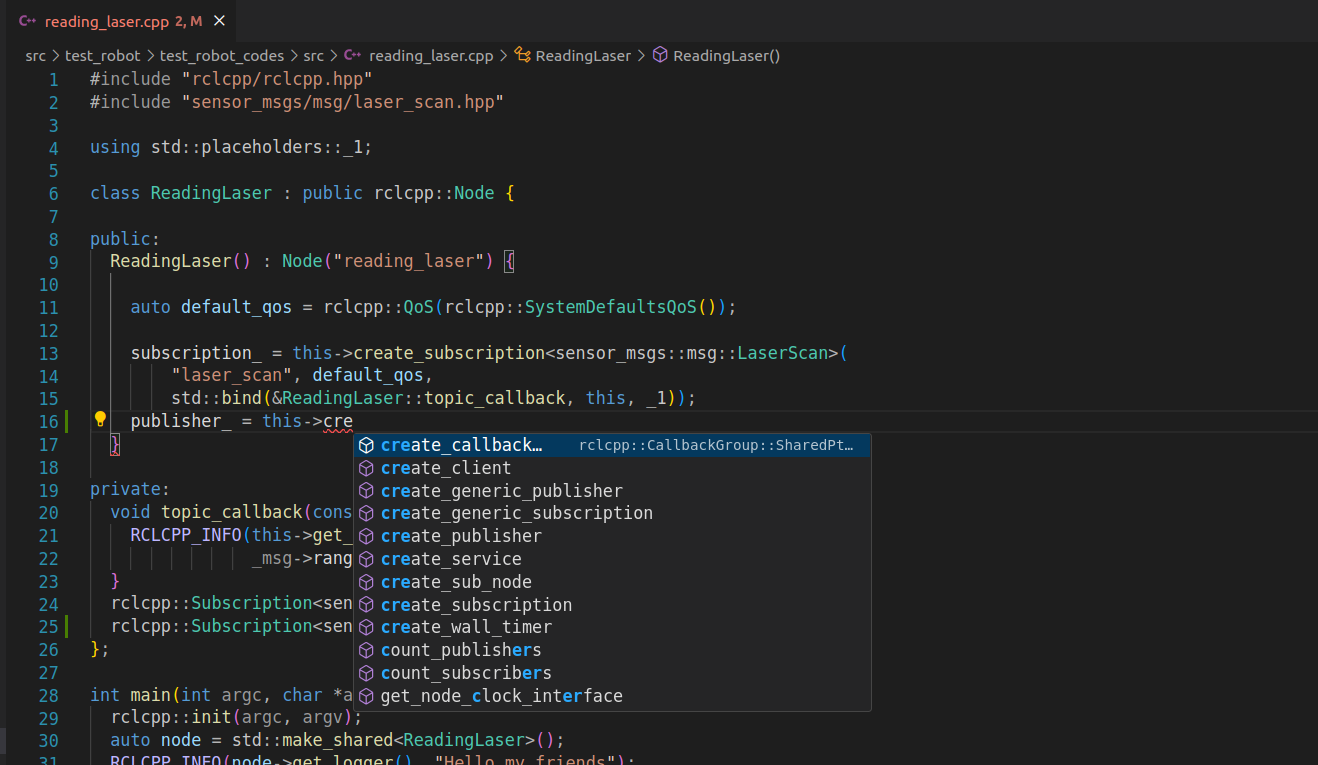 C++ reading_laser.cpp 2, M ×
src > test_robot > test_robot_codes > src > C++ reading_laser.cpp > ReadingLaser > ReadingLaser()
1 #include "rclcpp/rclcpp.hpp"
2 #include "sensor_msgs/msg/laser_scan.hpp"
3
4 using std::placeholders::_1;
5
6 class ReadingLaser : public rclcpp::Node {
7
8 public:
9 ReadingLaser() : Node("reading_laser") {
10
11 auto default_qos = rclcpp::QoS(rclcpp::SystemDefaultsQoS());
12
13 subscription_ = this->create_subscription<sensor_msgs::msg::LaserScan>(
14 "laser_scan", default_qos,
15 std::bind(&ReadingLaser::topic_callback, this, _1));
16 publisher_ = this->cre
17 }
create_callback… rclcpp::CallbackGroup::SharedPt…
18
create_client
19 private:
create_generic_publisher
20 void topic_callback(cons
create_generic_subscription
21 RCLCPP_INFO(this->get_
create_publisher
22 _msg->rang
create_service
23 }
create_sub_node
24 rclcpp::Subscription<sen
create_subscription
25 rclcpp::Subscription<sen
create_wall_timer
26 };
count_publishers
27
count_subscribers
28 int main(int argc, char *a
get_node_clock_interface
29 rclcpp::init(argc, argv);
30 auto node = std::make_shared<ReadingLaser>();
31 RCLCPP_INFO(node->get_logger(), "Hello my friends");